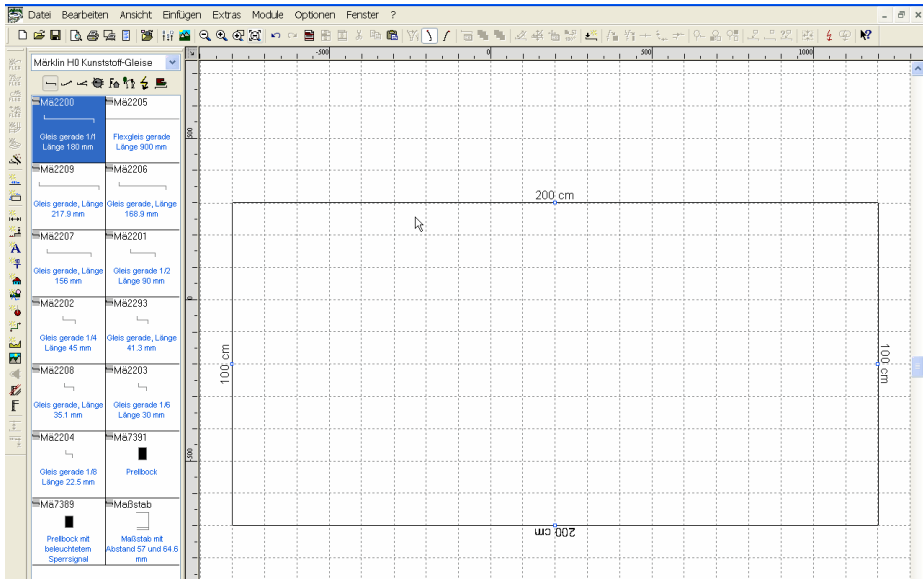 Datei Bearbeiten Ansicht Einfügen Extras Module Optionen Fenster ?
-500 0 500 1000
Märklin H0 Kunststoff-Gleise
Mä2200 Mä2205
Gleis gerade 1/1 Länge 180 mm Flexgleis gerade Länge 900 mm
Mä2209 Mä2206
Gleis gerade, Länge 217.9 mm Gleis gerade, Länge 168.9 mm
Mä2207 Mä2201
Gleis gerade, Länge 156 mm Gleis gerade 1/2 Länge 90 mm
Mä2202 Mä2293
Gleis gerade 1/4 Länge 45 mm Gleis gerade, Länge 41.3 mm
Mä2208 Mä2203
Gleis gerade, Länge 35.1 mm Gleis gerade 1/6 Länge 30 mm
Mä2204 Mä7391
Gleis gerade 1/8 Länge 22.5 mm Prellbock
Mä7389 Maßstab
Prellbock mit beleuchtetem Sperrsignal Maßstab mit Abstand 57 und 64.6 mm
500
0
-500
200 cm
100 cm
100 cm
200 cm